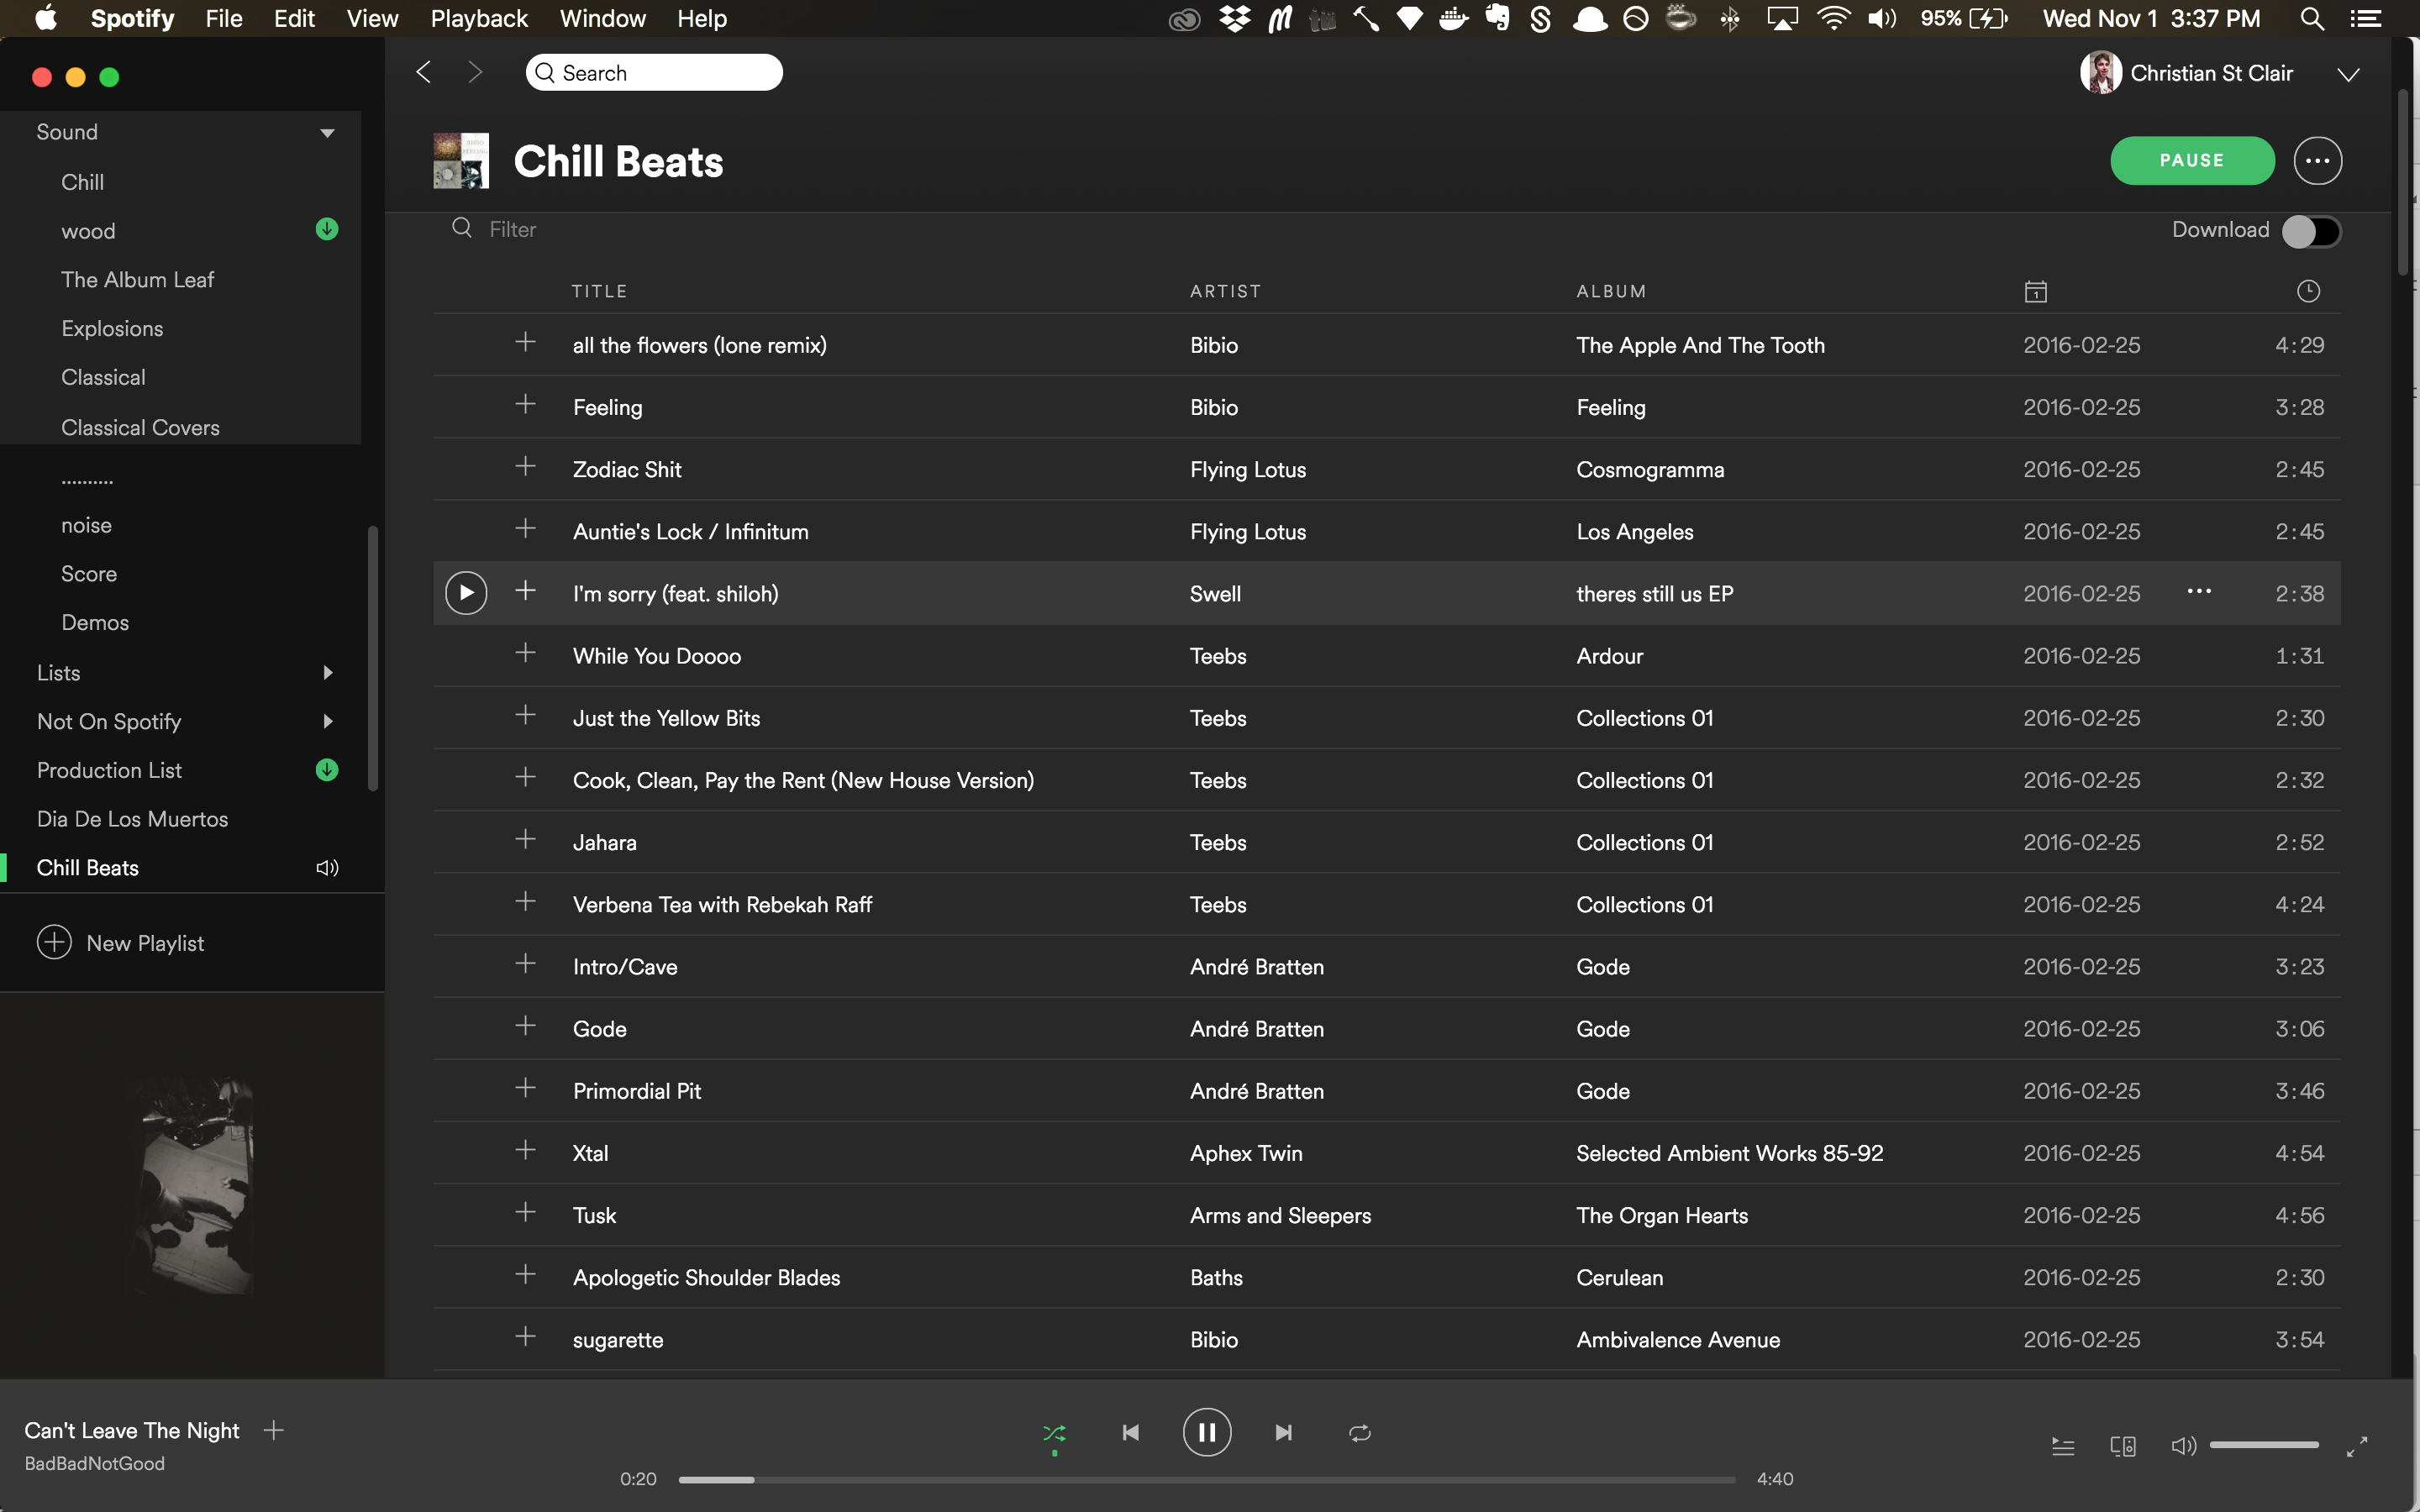 Spotify File Edit View Playback Window Help 95% Wed Nov 1 3:37 PM
Search
Christian St Clair
Chill Beats
PAUSE
Filter
Download
Sound
Chill
wood
The Album Leaf
Explosions
Classical
Classical Covers
..........
noise
Score
Demos
Lists
Not On Spotify
Production List
Dia De Los Muertos
Chill Beats
New Playlist
TITLE ARTIST ALBUM
all the flowers (lone remix) Bibio The Apple And The Tooth 2016-02-25 4:29
Feeling Bibio Feeling 2016-02-25 3:28
Zodiac Shit Flying Lotus Cosmogramma 2016-02-25 2:45
Auntie's Lock / Infinitum Flying Lotus Los Angeles 2016-02-25 2:45
I'm sorry (feat. shiloh) Swell theres still us EP 2016-02-25 2:38
While You Doooo Teebs Ardour 2016-02-25 1:31
Just the Yellow Bits Teebs Collections 01 2016-02-25 2:30
Cook, Clean, Pay the Rent (New House Version) Teebs Collections 01 2016-02-25 2:32
Jahara Teebs Collections 01 2016-02-25 2:52
Verbena Tea with Rebekah Raff Teebs Collections 01 2016-02-25 4:24
Intro/Cave André Bratten Gode 2016-02-25 3:23
Gode André Bratten Gode 2016-02-25 3:06
Primordial Pit André Bratten Gode 2016-02-25 3:46
Xtal Aphex Twin Selected Ambient Works 85-92 2016-02-25 4:54
Tusk Arms and Sleepers The Organ Hearts 2016-02-25 4:56
Apologetic Shoulder Blades Baths Cerulean 2016-02-25 2:30
sugarette Bibio Ambivalence Avenue 2016-02-25 3:54
Can't Leave The Night
BadBadNotGood
0:20 4:40